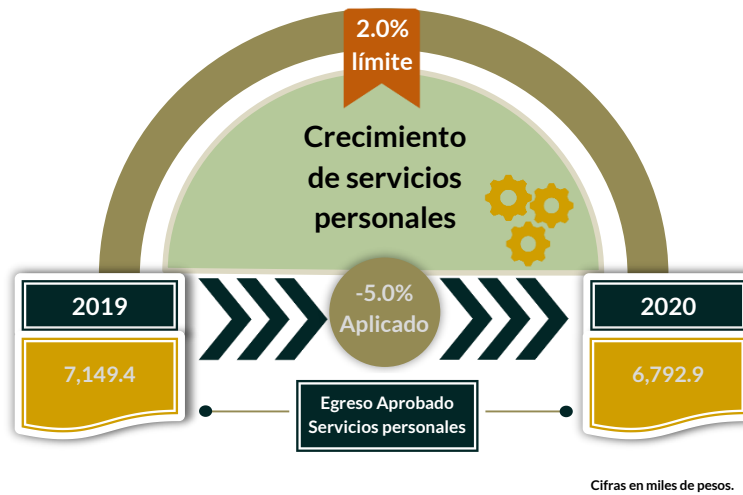 2.0%
límite
Crecimiento
de servicios
personales
2019
-5.0%
Aplicado
2020
7,149.4
6,792.9
Egreso Aprobado
Servicios personales
Cifras en miles de pesos.